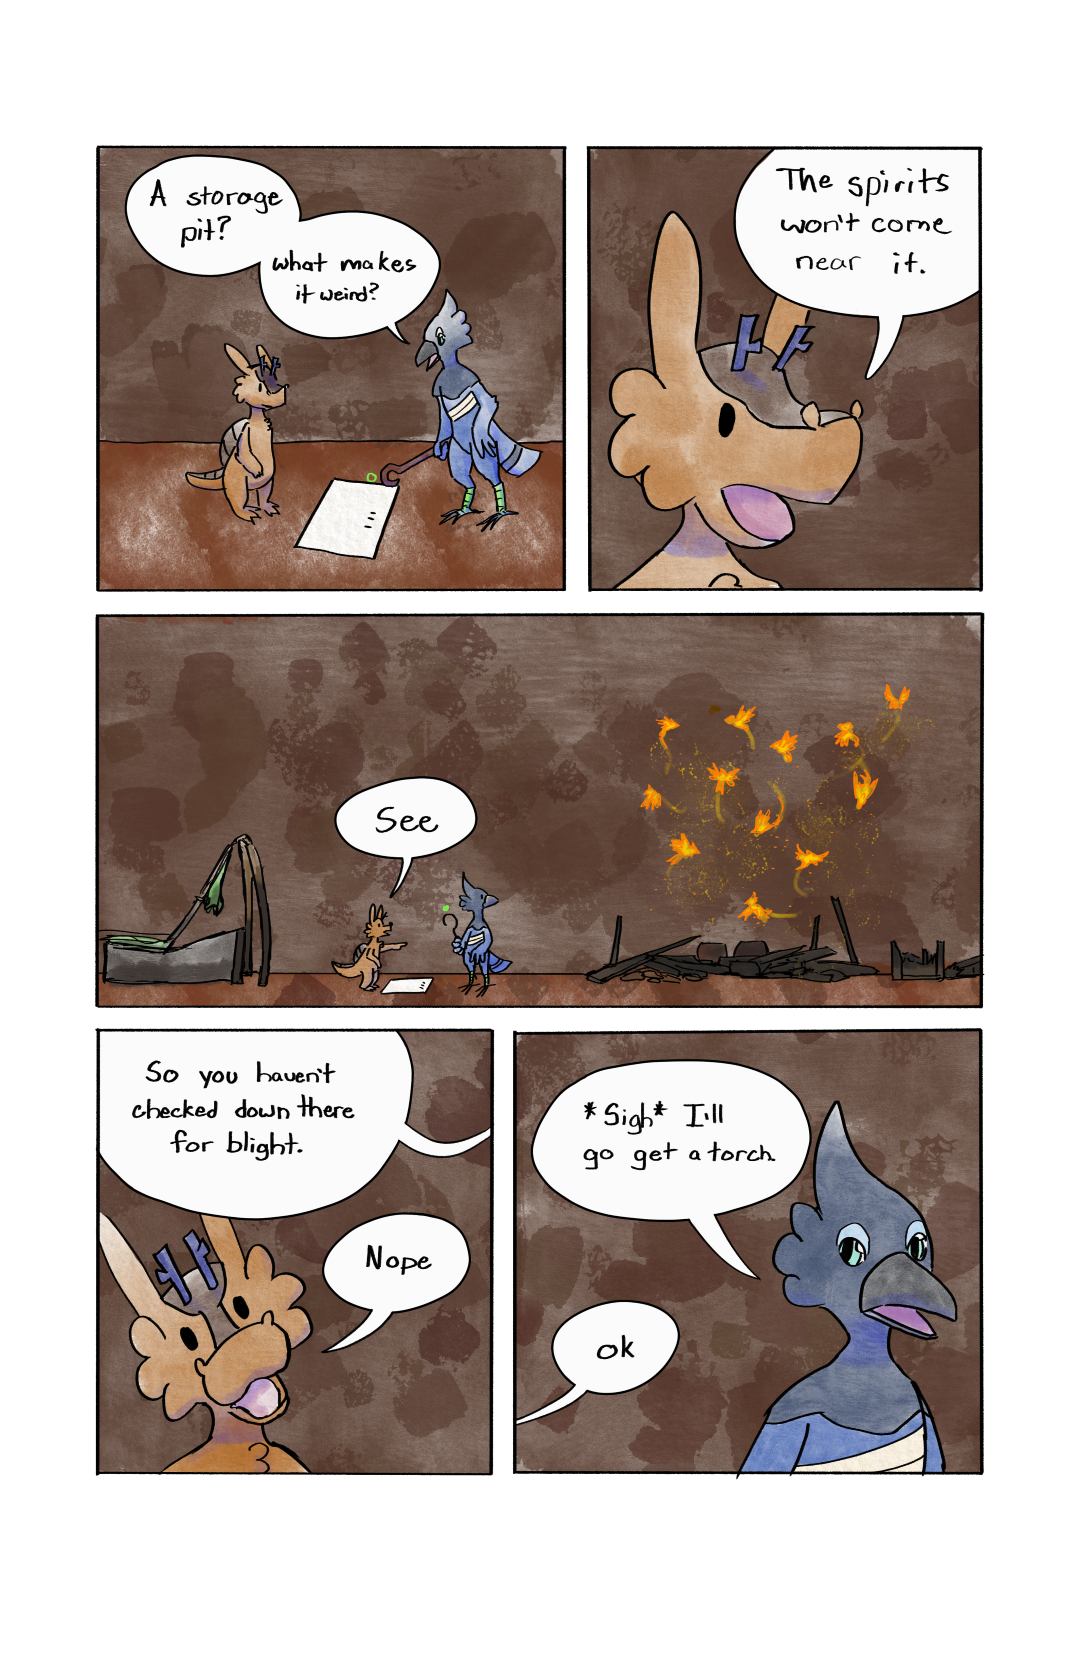 A storage
pit?
what makes
it weird?
The spirits
won't come
near it.
See
So you haven't
checked down there
for blight.
Nope
*Sigh* I'll
go get a torch.
ok